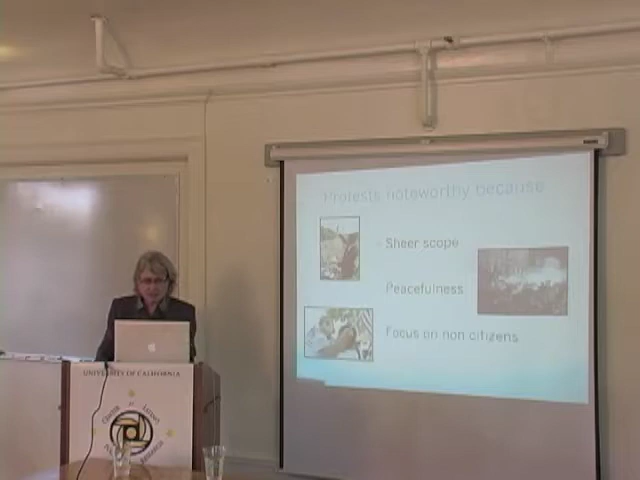 Protests noteworthy because
Sheer scope
Peacefulness
Focus on non citizens
UNIVERSITY OF CALIFORNIA